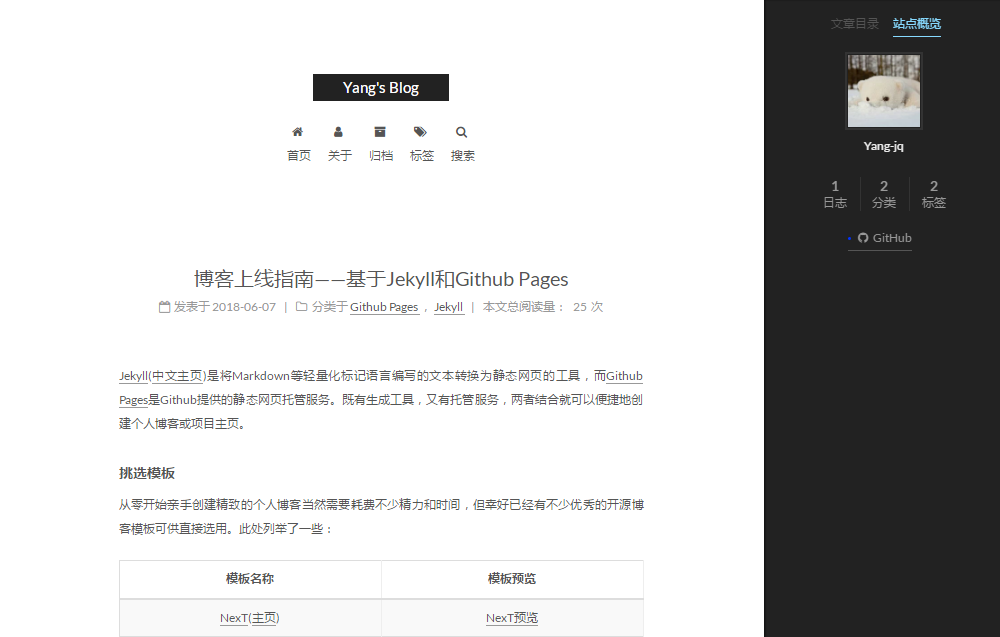 Yang's Blog
首页 关于 归档 标签 搜索
博客上线指南——基于Jekyll和Github Pages
发表于 2018-06-07 | 分类于 Github Pages , Jekyll | 本文总阅读量： 25 次
Jekyll(中文主页)是将Markdown等轻量化标记语言编写的文本转换为静态网页的工具，而Github
Pages是Github提供的静态网页托管服务。既有生成工具，又有托管服务，两者结合就可以便捷地创
建个人博客或项目主页。
挑选模板
从零开始亲手创建精致的个人博客当然需要耗费不少精力和时间，但幸好已经有不少优秀的开源博
客模板可供直接选用。此处列举了一些：
模板名称 模板预览
NexT(主页) NexT预览
文章目录 站点概览
Yang-jq
1 2 2
日志 分类 标签
GitHub